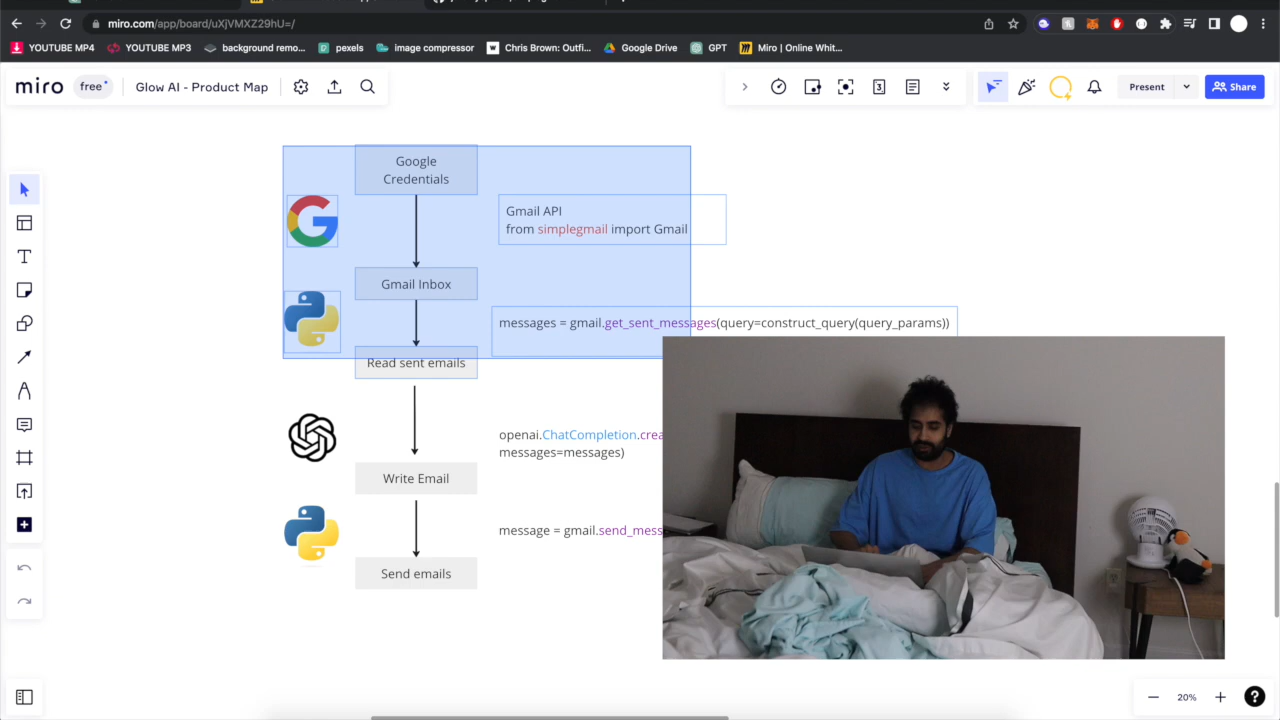 miro.com/app/board/uXjVMXZ29hU=/
YOUTUBE MP4
YOUTUBE MP3
background remo...
pexels
image compressor
Chris Brown: Outfi...
Google Drive
GPT
Miro | Online Whit...
miro
free
Glow AI - Product Map
Present
Share
Google
Credentials
Gmail API
from simplegmail import Gmail
Gmail Inbox
messages = gmail.get_sent_messages(query=construct_query(query_params))
Read sent emails
openai.ChatCompletion.crea
messages=messages)
Write Email
message = gmail.send_mess
Send emails
20%